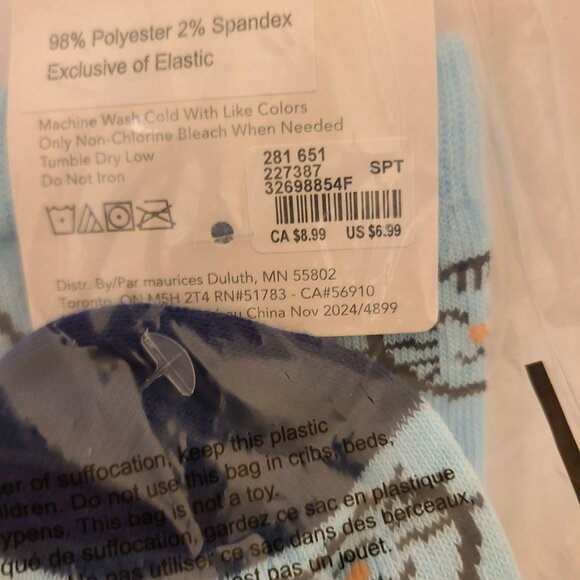 98% Polyester 2% Spandex
Exclusive of Elastic
Machine Wash Cold With Like Colors
Only Non-Chlorine Bleach When Needed
Tumble Dry Low
Do Not Iron
281 651
227387 SPT
32698854F
CA $8.99 US $6.99
Distr. By/Par maurices Duluth, MN 55802
Toronto, ON M5H 2T4 RN#51783 - CA#56910
China Nov 2024/4899
of suffocation, keep this plastic
Do not use this bag in cribs, beds,
This bag is not a toy.
de suffocation, gardez ce sac en plastique
pas utiliser ce sac dans des berceaux,
pas un jouet.